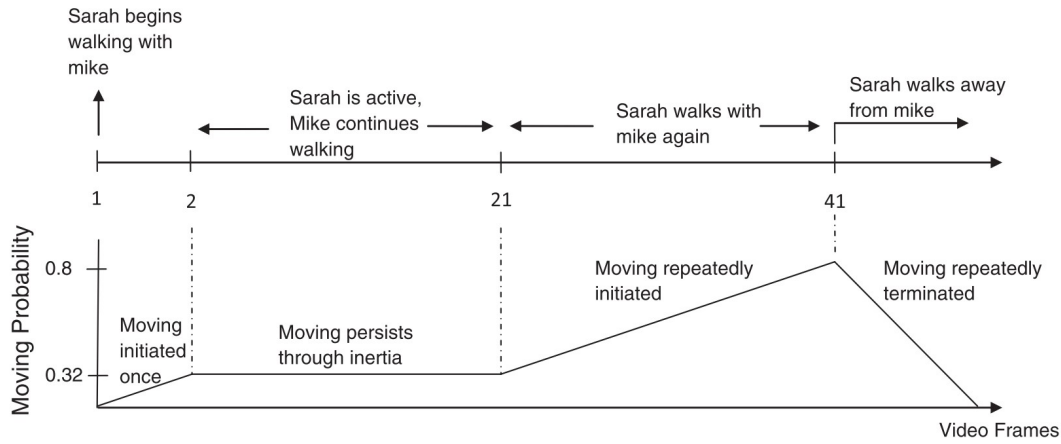 Sarah begins
walking with
mike
Sarah is active,
Mike continues
walking
Sarah walks with
mike again
Sarah walks away
from mike
1
2
21
41
Moving Probability
0.8
0.32
Moving
initiated
once
Moving persists
through inertia
Moving repeatedly
initiated
Moving repeatedly
terminated
Video Frames